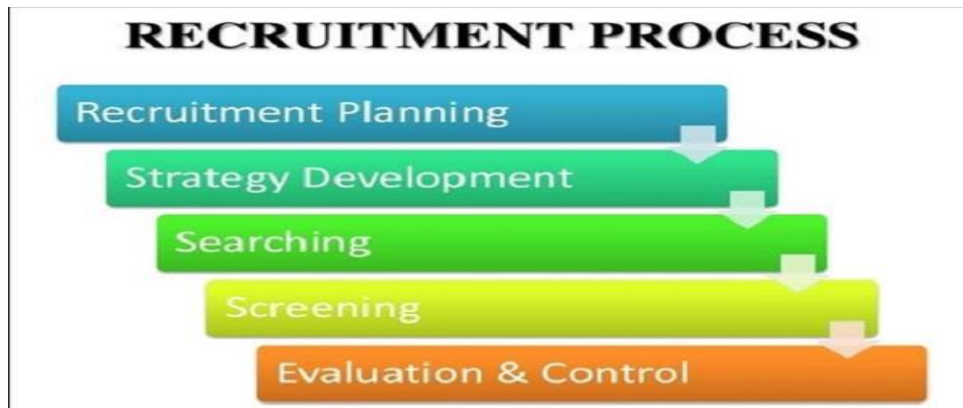 RECRUITMENT PROCESS
Recruitment Planning
Strategy Development
Searching
Screening
Evaluation & Control